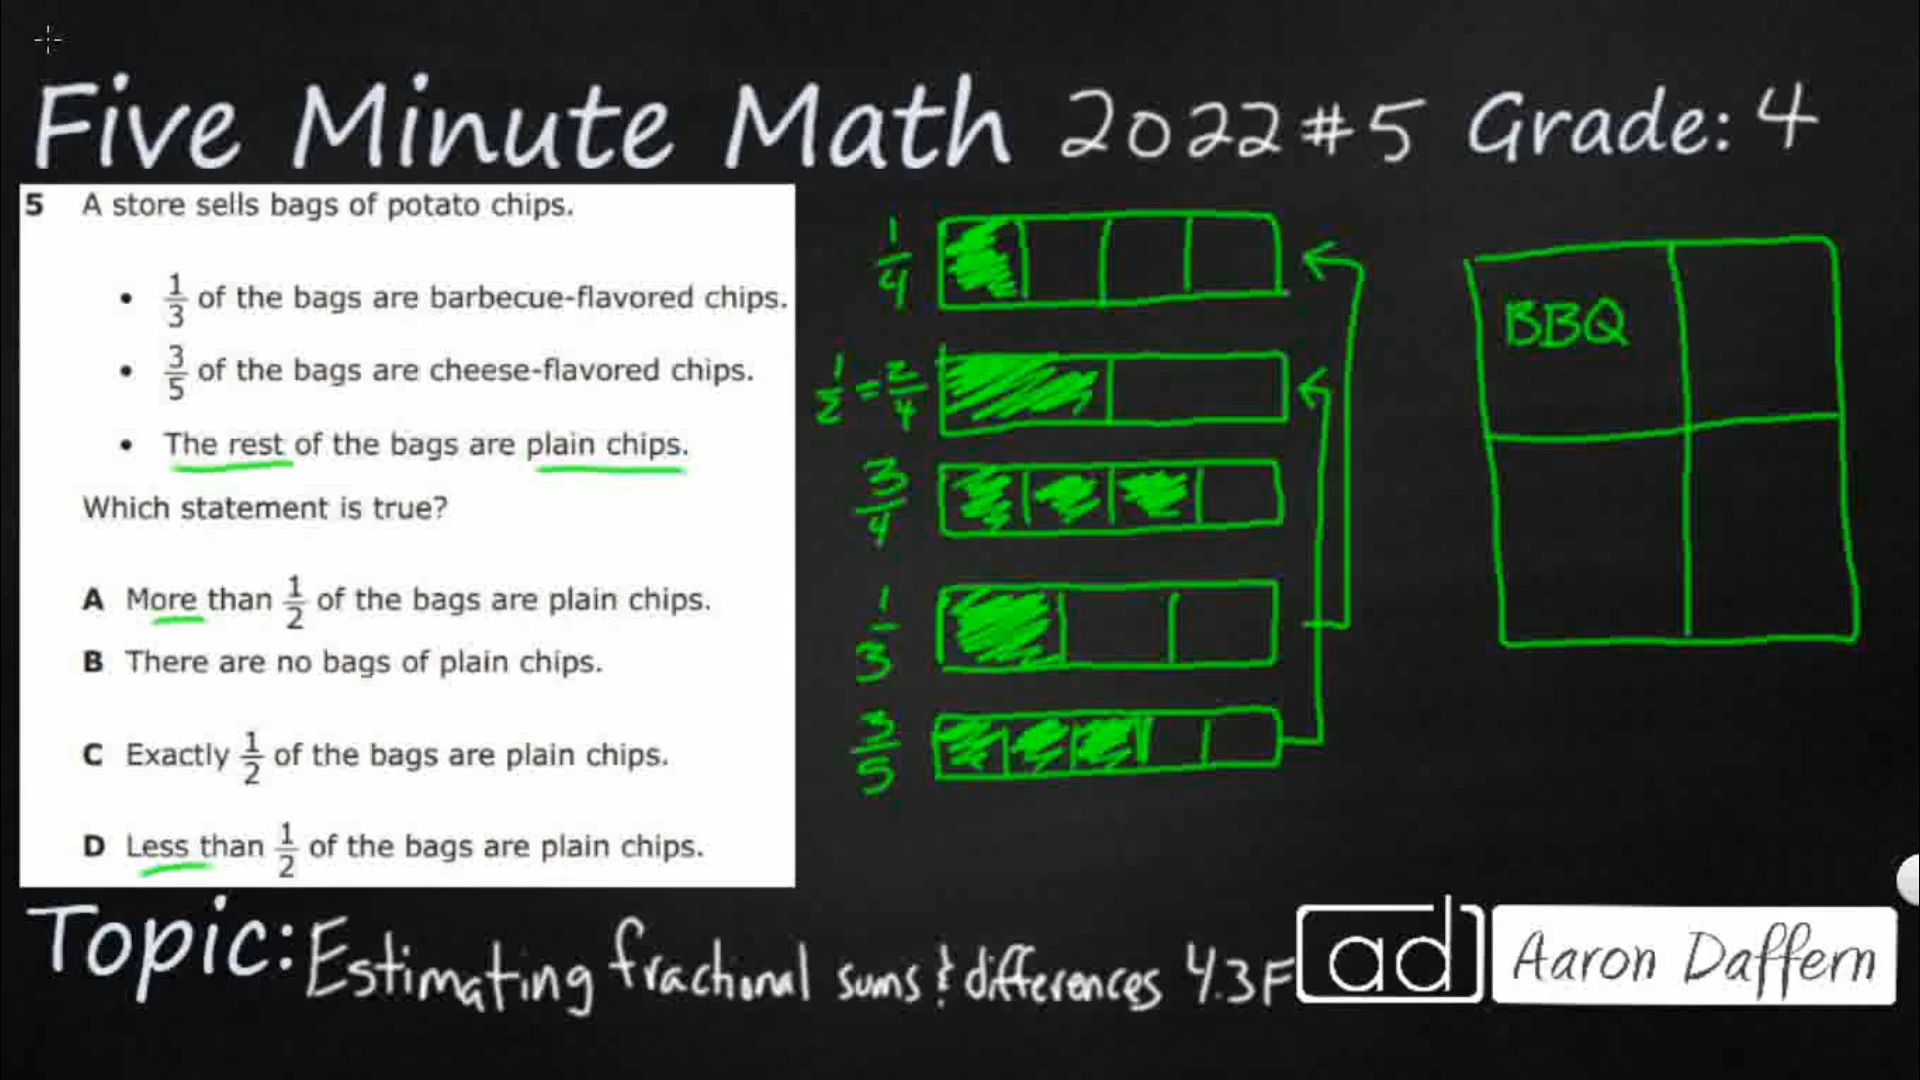 Five Minute Math 2022 #5 Grade: 4
5 A store sells bags of potato chips.
• 1/3 of the bags are barbecue-flavored chips.
• 3/5 of the bags are cheese-flavored chips.
• The rest of the bags are plain chips.
Which statement is true?
A More than 1/2 of the bags are plain chips.
B There are no bags of plain chips.
C Exactly 1/2 of the bags are plain chips.
D Less than 1/2 of the bags are plain chips.
1/4
1/2 = 2/4
3/4
1/3
3/5
BBQ
Topic: Estimating fractional sums & differences 4.3F
ad Aaron Daffern